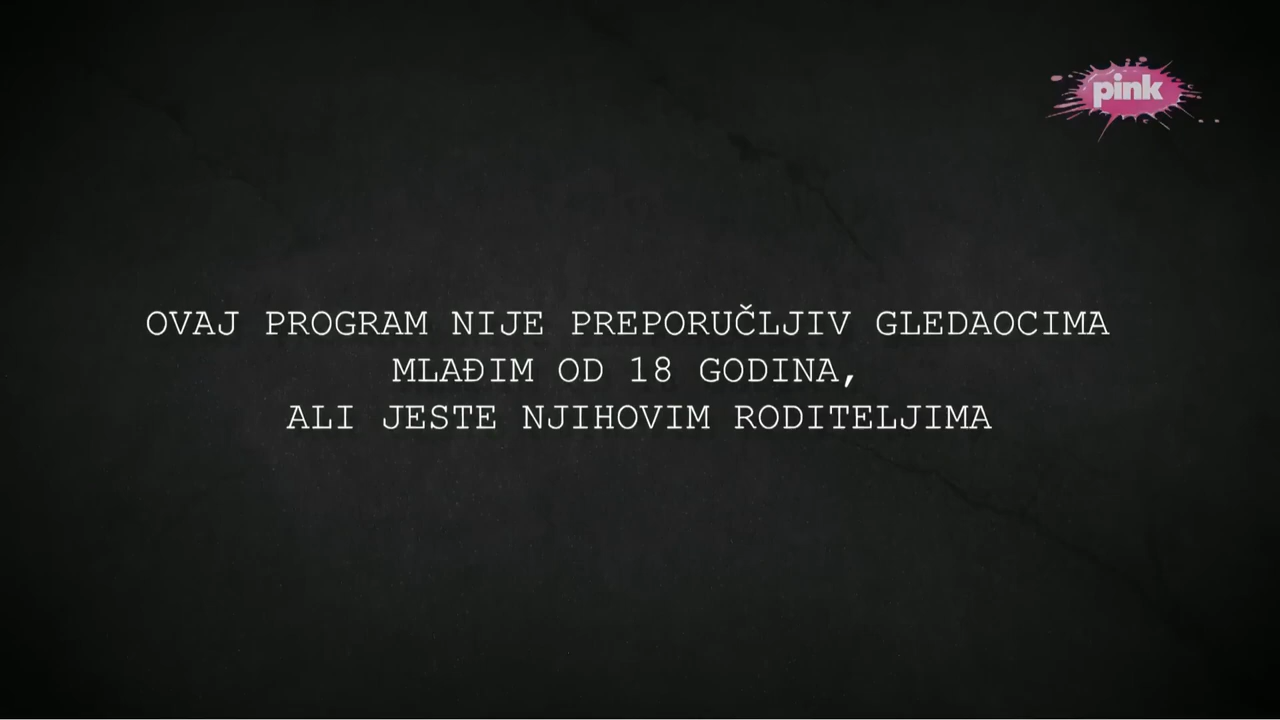 pink
OVAJ PROGRAM NIJE PREPORUČLJIV GLEDAOCIMA
MLAĐIM OD 18 GODINA,
ALI JESTE NJIHOVIM RODITELJIMA